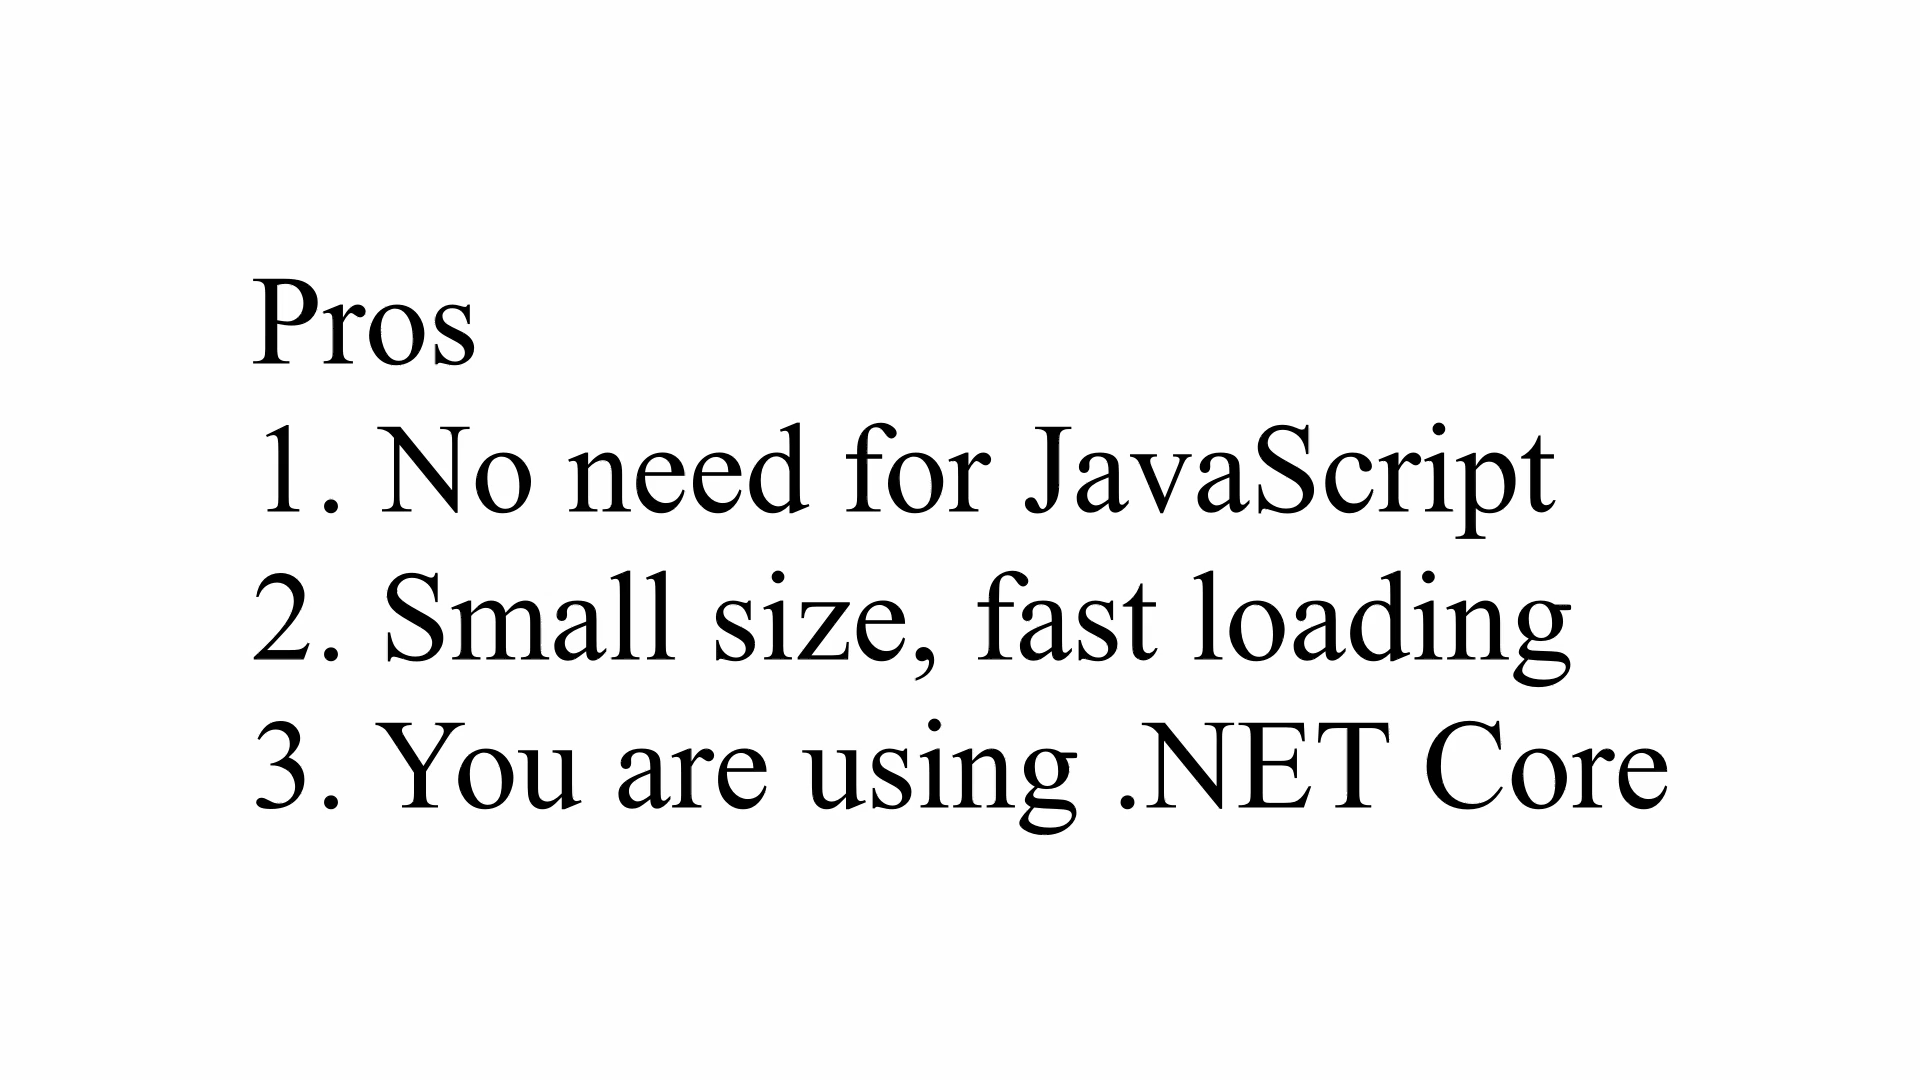 Pros
1. No need for JavaScript
2. Small size, fast loading
3. You are using .NET Core